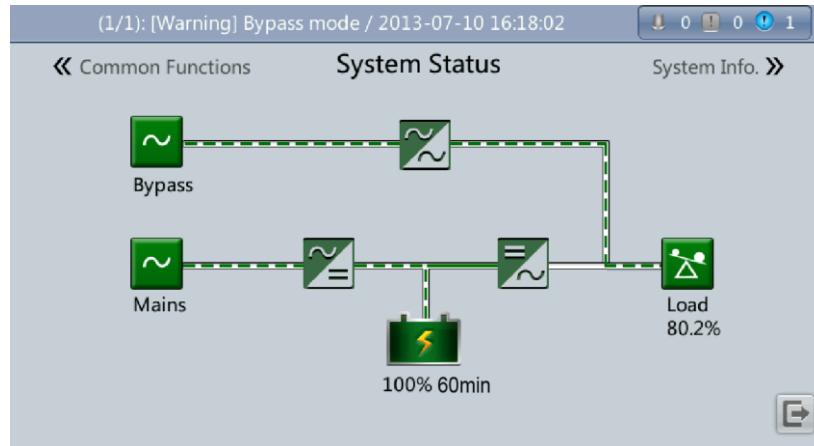 (1/1): [Warning] Bypass mode / 2013-07-10 16:18:02 0 0 1
Common Functions System Status System Info.
Bypass
Mains
Load
80.2%
100% 60min